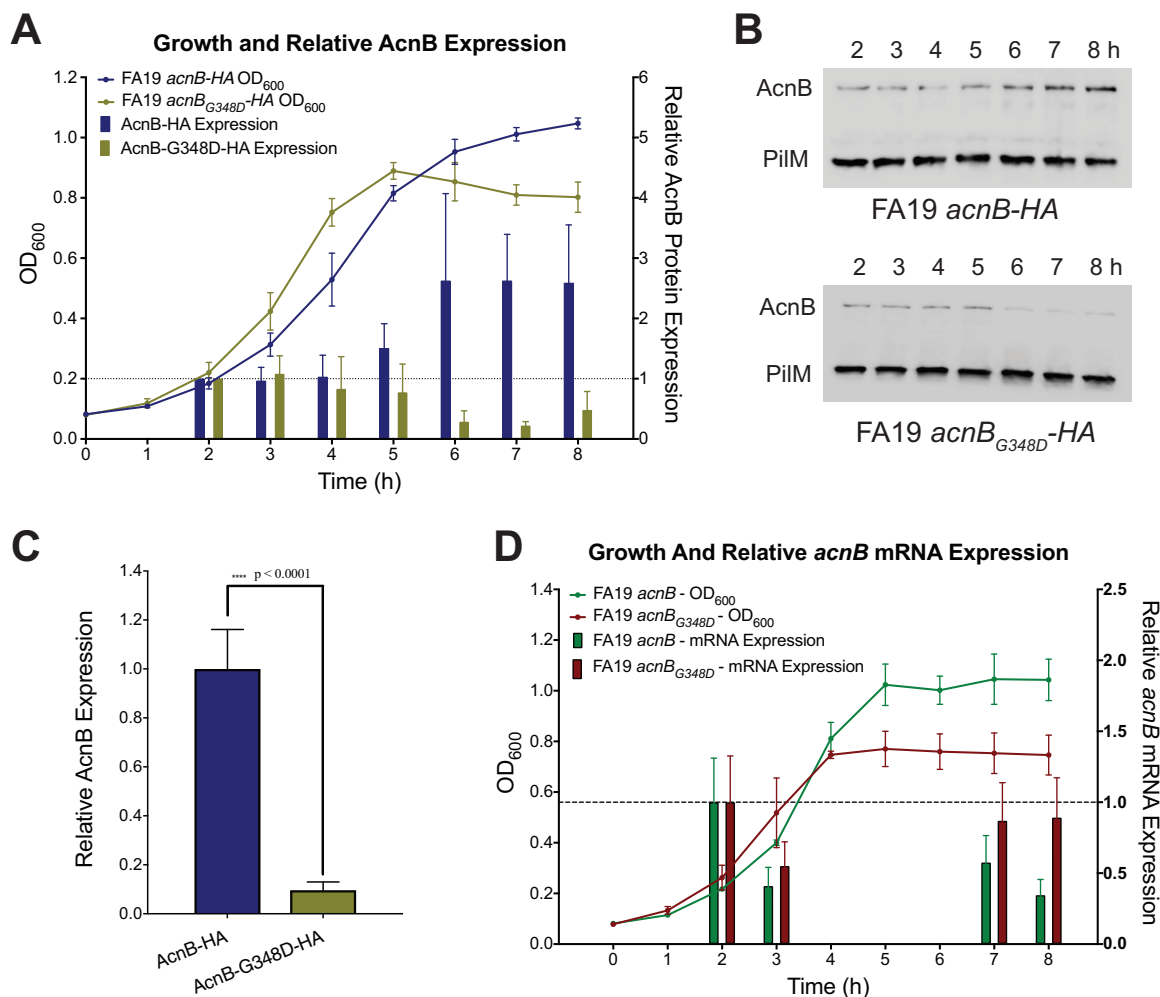 A
Growth and Relative AcnB Expression
FA19 acnB-HA OD600
FA19 acnBG348D-HA OD600
AcnB-HA Expression
AcnB-G348D-HA Expression
OD600
1.2
1.0
0.8
0.6
0.4
0.2
0.0
6
5
4
3
2
1
0
Relative AcnB Protein Expression
0 1 2 3 4 5 6 7 8
Time (h)
B
2 3 4 5 6 7 8 h
AcnB
PilM
FA19 acnB-HA
2 3 4 5 6 7 8 h
AcnB
PilM
FA19 acnBG348D-HA
C
**** p < 0.0001
Relative AcnB Expression
1.4
1.2
1.0
0.8
0.6
0.4
0.2
0.0
AcnB-HA
AcnB-G348D-HA
D
Growth And Relative acnB mRNA Expression
FA19 acnB - OD600
FA19 acnBG348D - OD600
FA19 acnB - mRNA Expression
FA19 acnBG348D - mRNA Expression
OD600
1.4
1.2
1.0
0.8
0.6
0.4
0.2
0.0
2.5
2.0
1.5
1.0
0.5
0.0
Relative acnB mRNA Expression
0 1 2 3 4 5 6 7 8
Time (h)